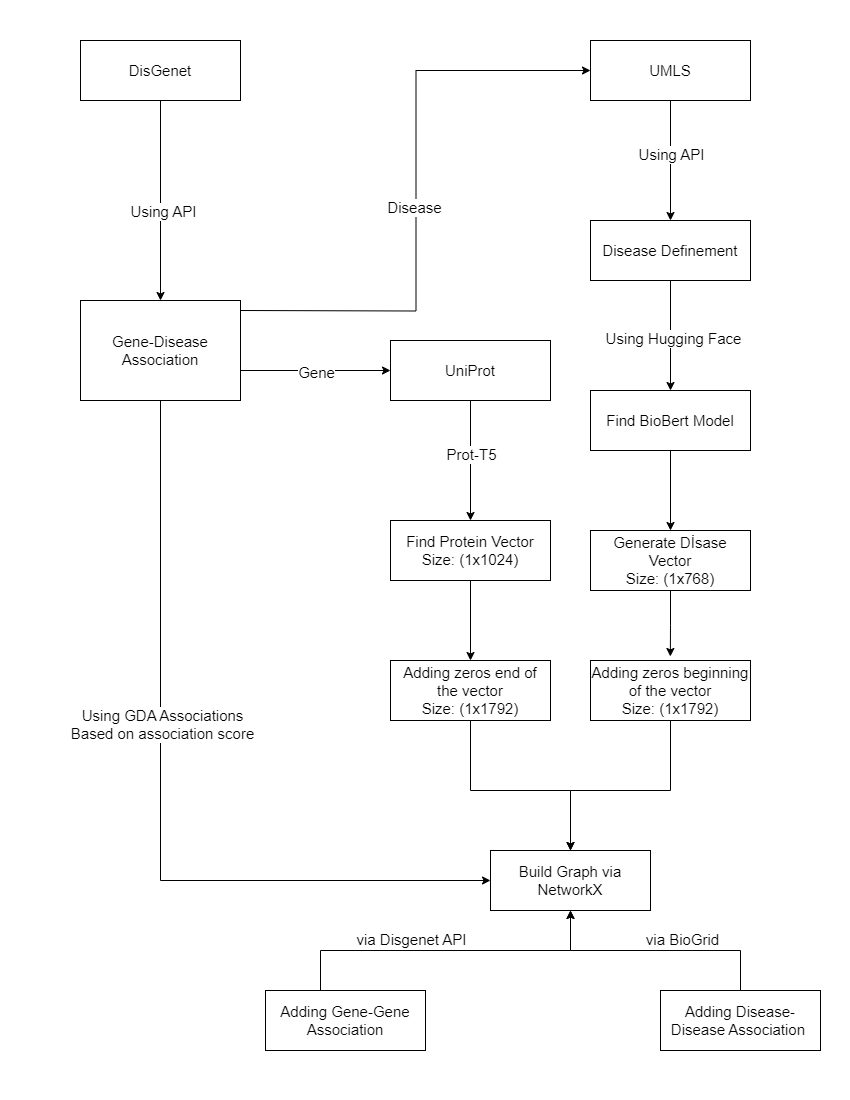 DisGenet
UMLS
Using API
Using API
Disease
Disease Definement
Gene-Disease
Association
Using Hugging Face
Gene
UniProt
Find BioBert Model
Prot-T5
Find Protein Vector
Size: (1x1024)
Generate Dİsase
Vector
Size: (1x768)
Adding zeros end of
the vector
Size: (1x1792)
Adding zeros beginning
of the vector
Size: (1x1792)
Using GDA Associations
Based on association score
Build Graph via
NetworkX
via Disgenet API
via BioGrid
Adding Gene-Gene
Association
Adding Disease-
Disease Association